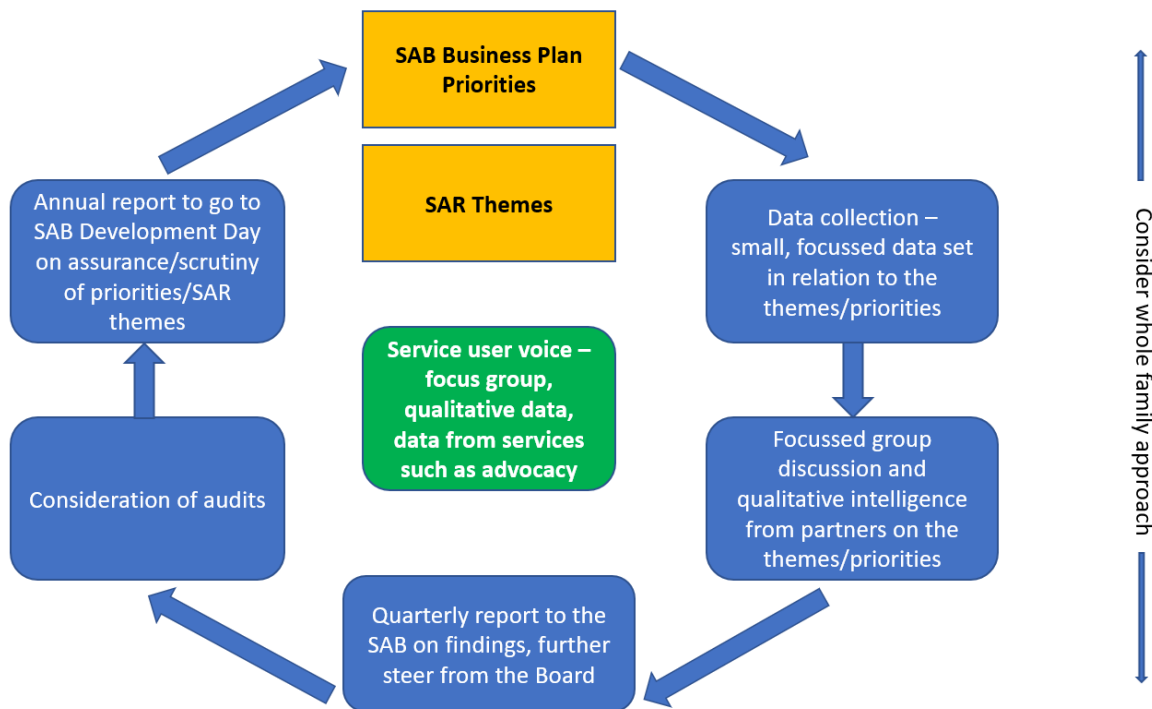 SAB Business Plan
Priorities
SAR Themes
Data collection –
small, focussed data set
in relation to the
themes/priorities
Focussed group
discussion and
qualitative intelligence
from partners on the
themes/priorities
Quarterly report to the
SAB on findings, further
steer from the Board
Consideration of audits
Annual report to go to
SAB Development Day
on assurance/scrutiny
of priorities/SAR
themes
Service user voice –
focus group,
qualitative data,
data from services
such as advocacy
Consider whole family approach